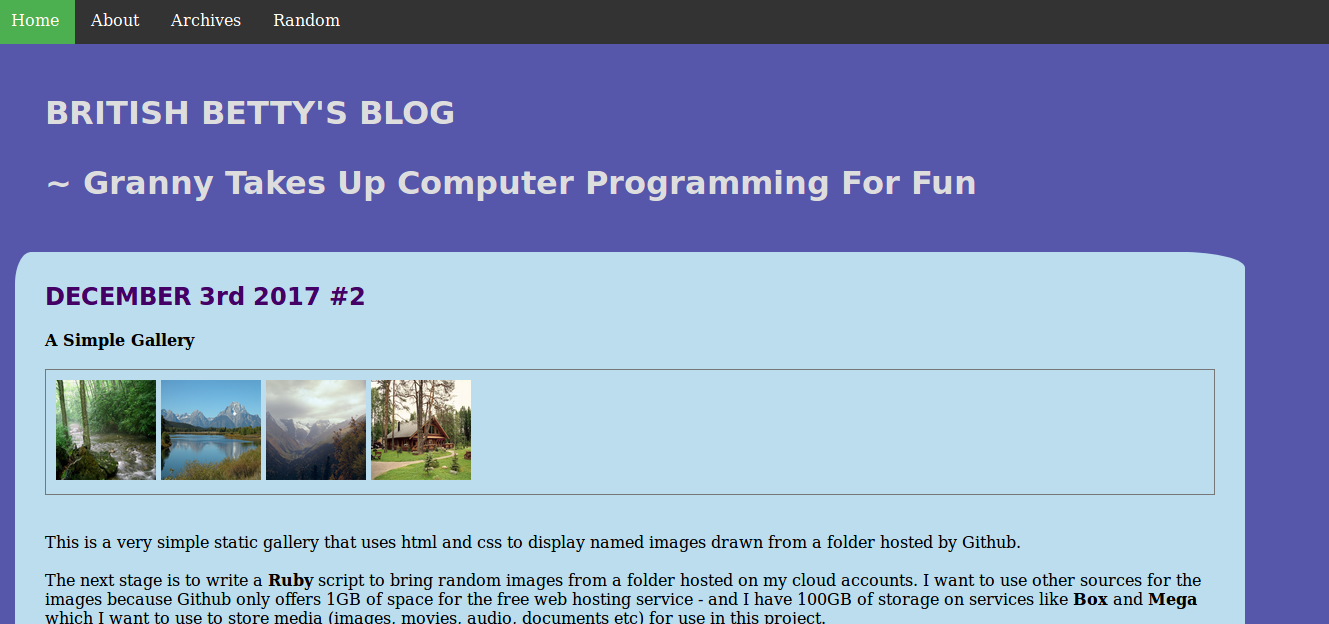 Home About Archives Random
BRITISH BETTY'S BLOG
~ Granny Takes Up Computer Programming For Fun
DECEMBER 3rd 2017 #2
A Simple Gallery
This is a very simple static gallery that uses html and css to display named images drawn from a folder hosted by Github.
The next stage is to write a Ruby script to bring random images from a folder hosted on my cloud accounts. I want to use other sources for the
images because Github only offers 1GB of space for the free web hosting service - and I have 100GB of storage on services like Box and Mega
which I want to use to store media (images, movies, audio, documents etc) for use in this project.